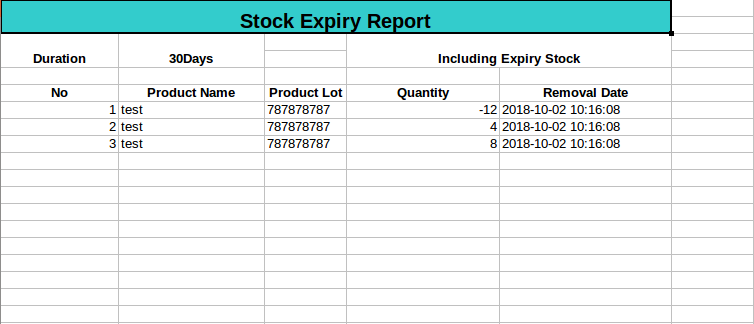 Stock Expiry Report
Duration 30Days Including Expiry Stock
No Product Name Product Lot Quantity Removal Date
1 test 787878787 -12 2018-10-02 10:16:08
2 test 787878787 4 2018-10-02 10:16:08
3 test 787878787 8 2018-10-02 10:16:08